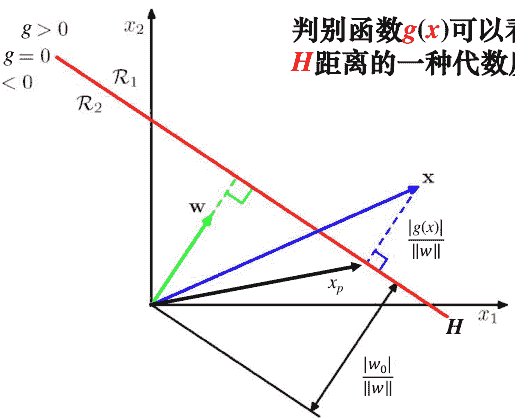 x₂
g > 0
g = 0
< 0
R₁
R₂
判别函数g(x)可以
H距离的一种代数
w
x
|g(x)|
‖w‖
xₚ
x₁
H
|w₀|
‖w‖